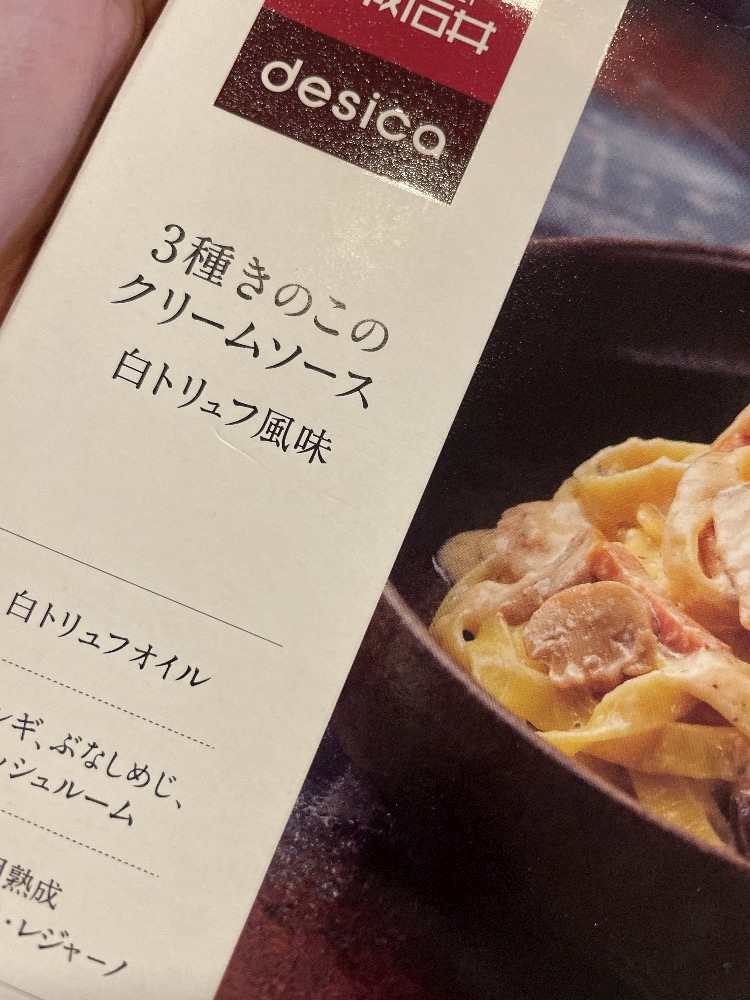 desica
3種きのこの
クリームソース
白トリュフ風味
白トリュフオイル
ンギ、ぶなしめじ、
ッシュルーム
熟成
・レジャーノ